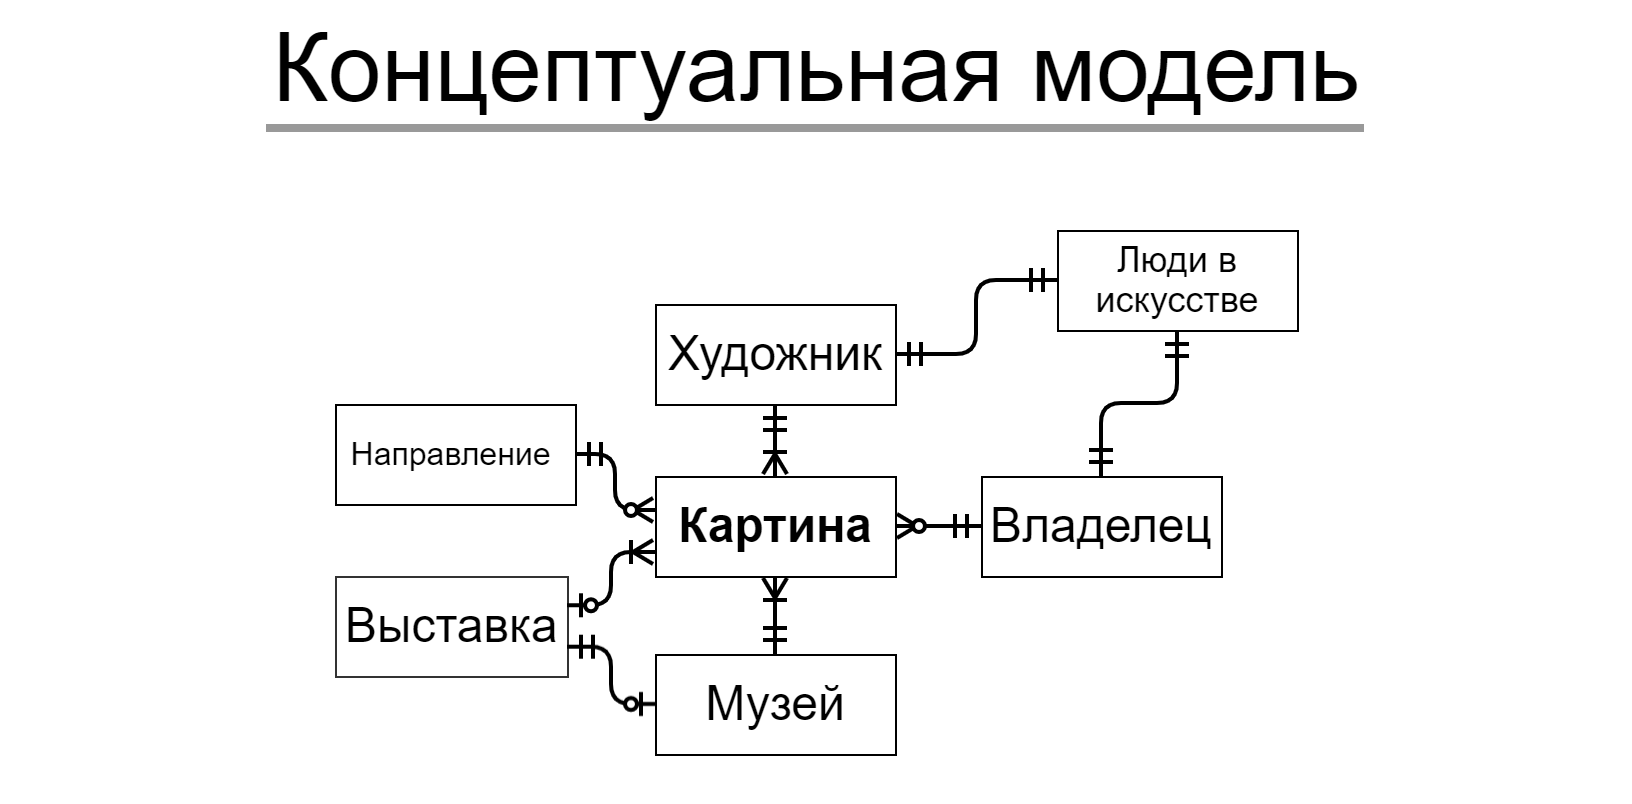 Концептуальная модель
Люди в
искусстве
Художник
Направление
Картина
Владелец
Выставка
Музей